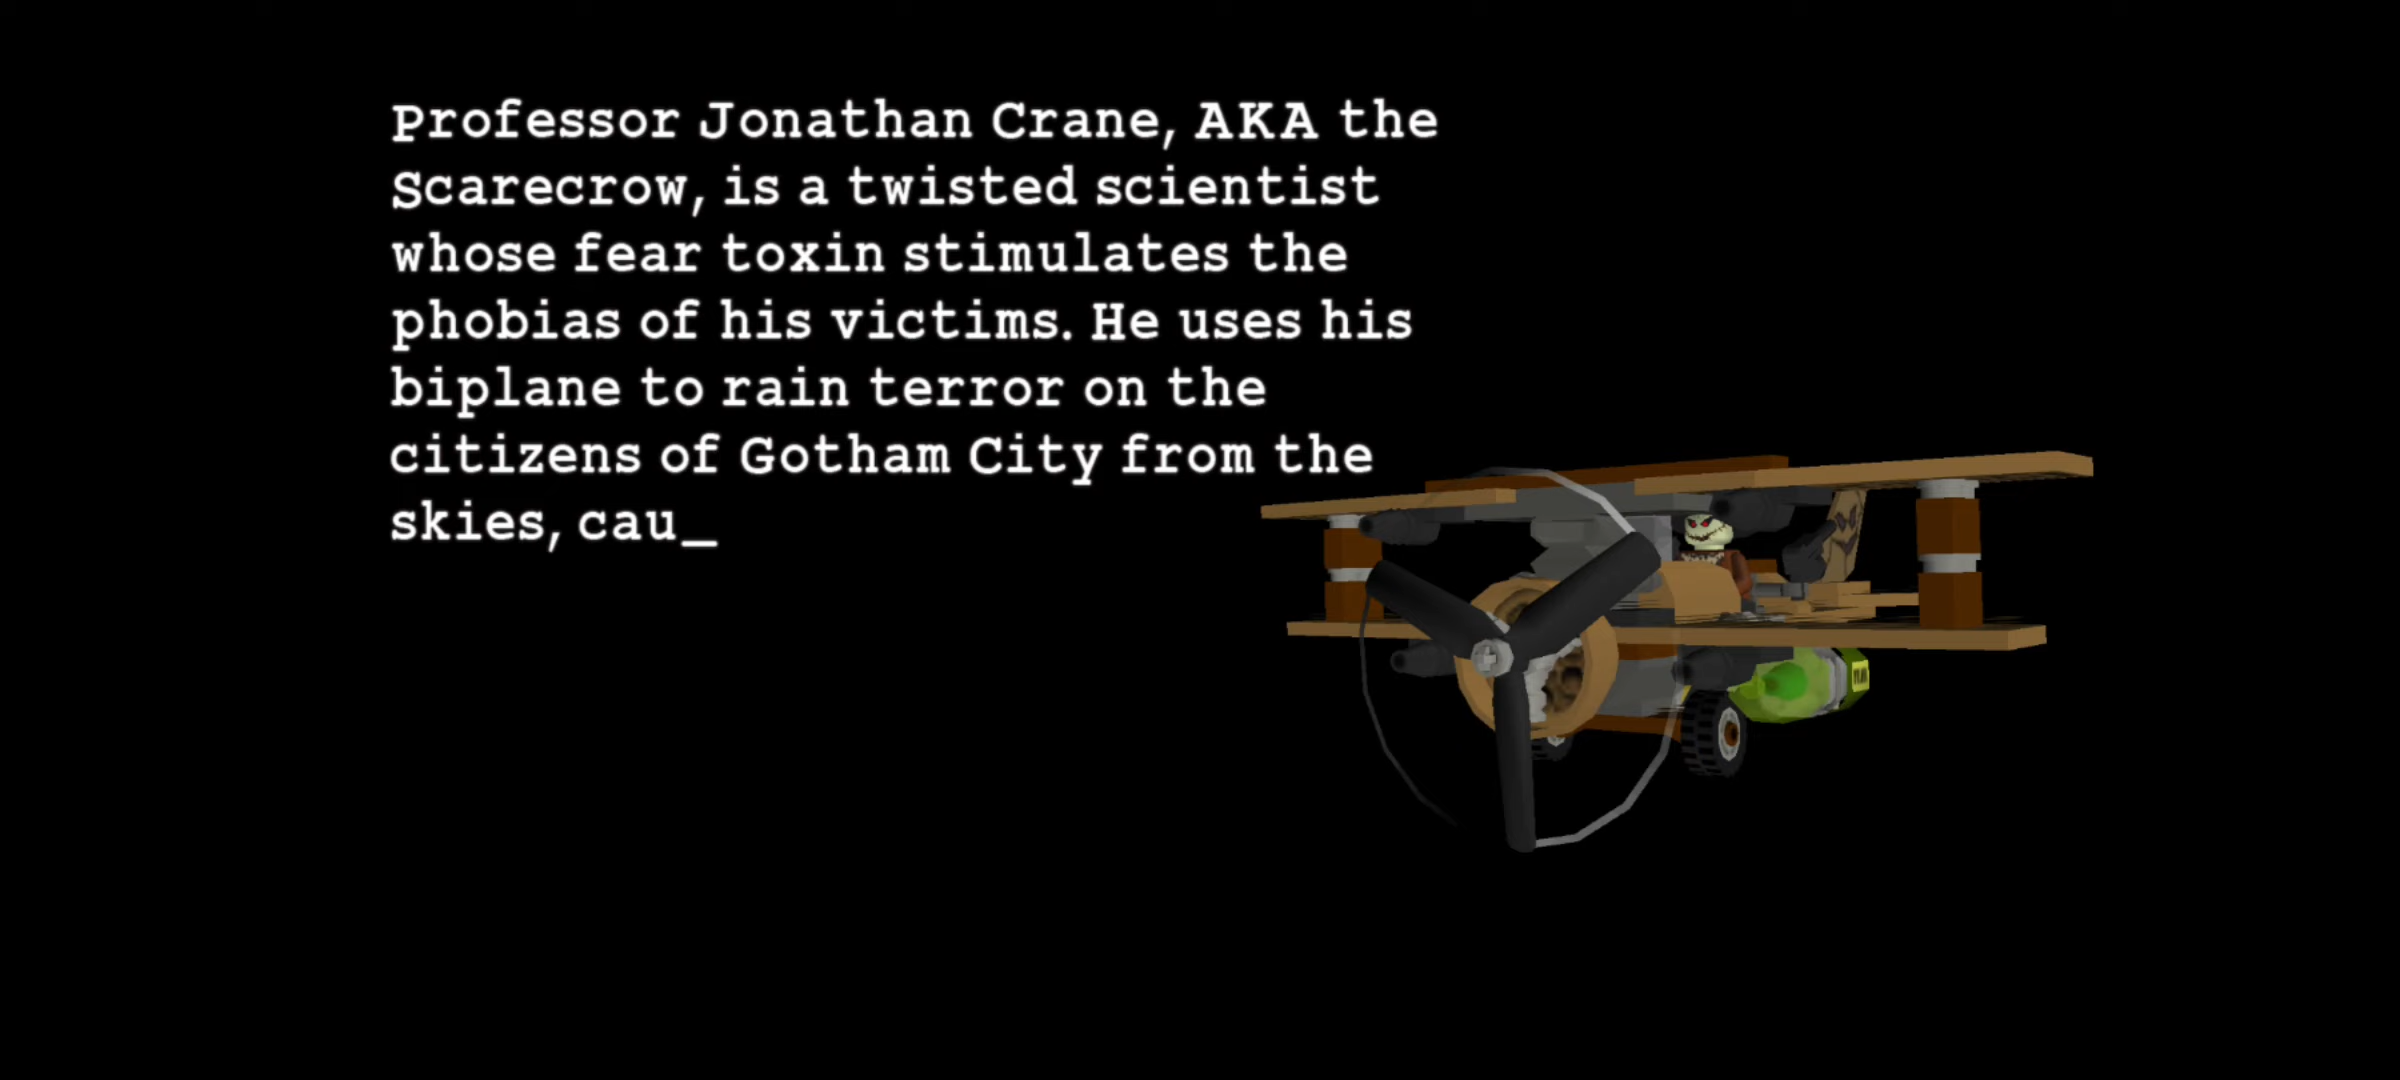 Professor Jonathan Crane, AKA the
Scarecrow, is a twisted scientist
whose fear toxin stimulates the
phobias of his victims. He uses his
biplane to rain terror on the
citizens of Gotham City from the
skies, cau_